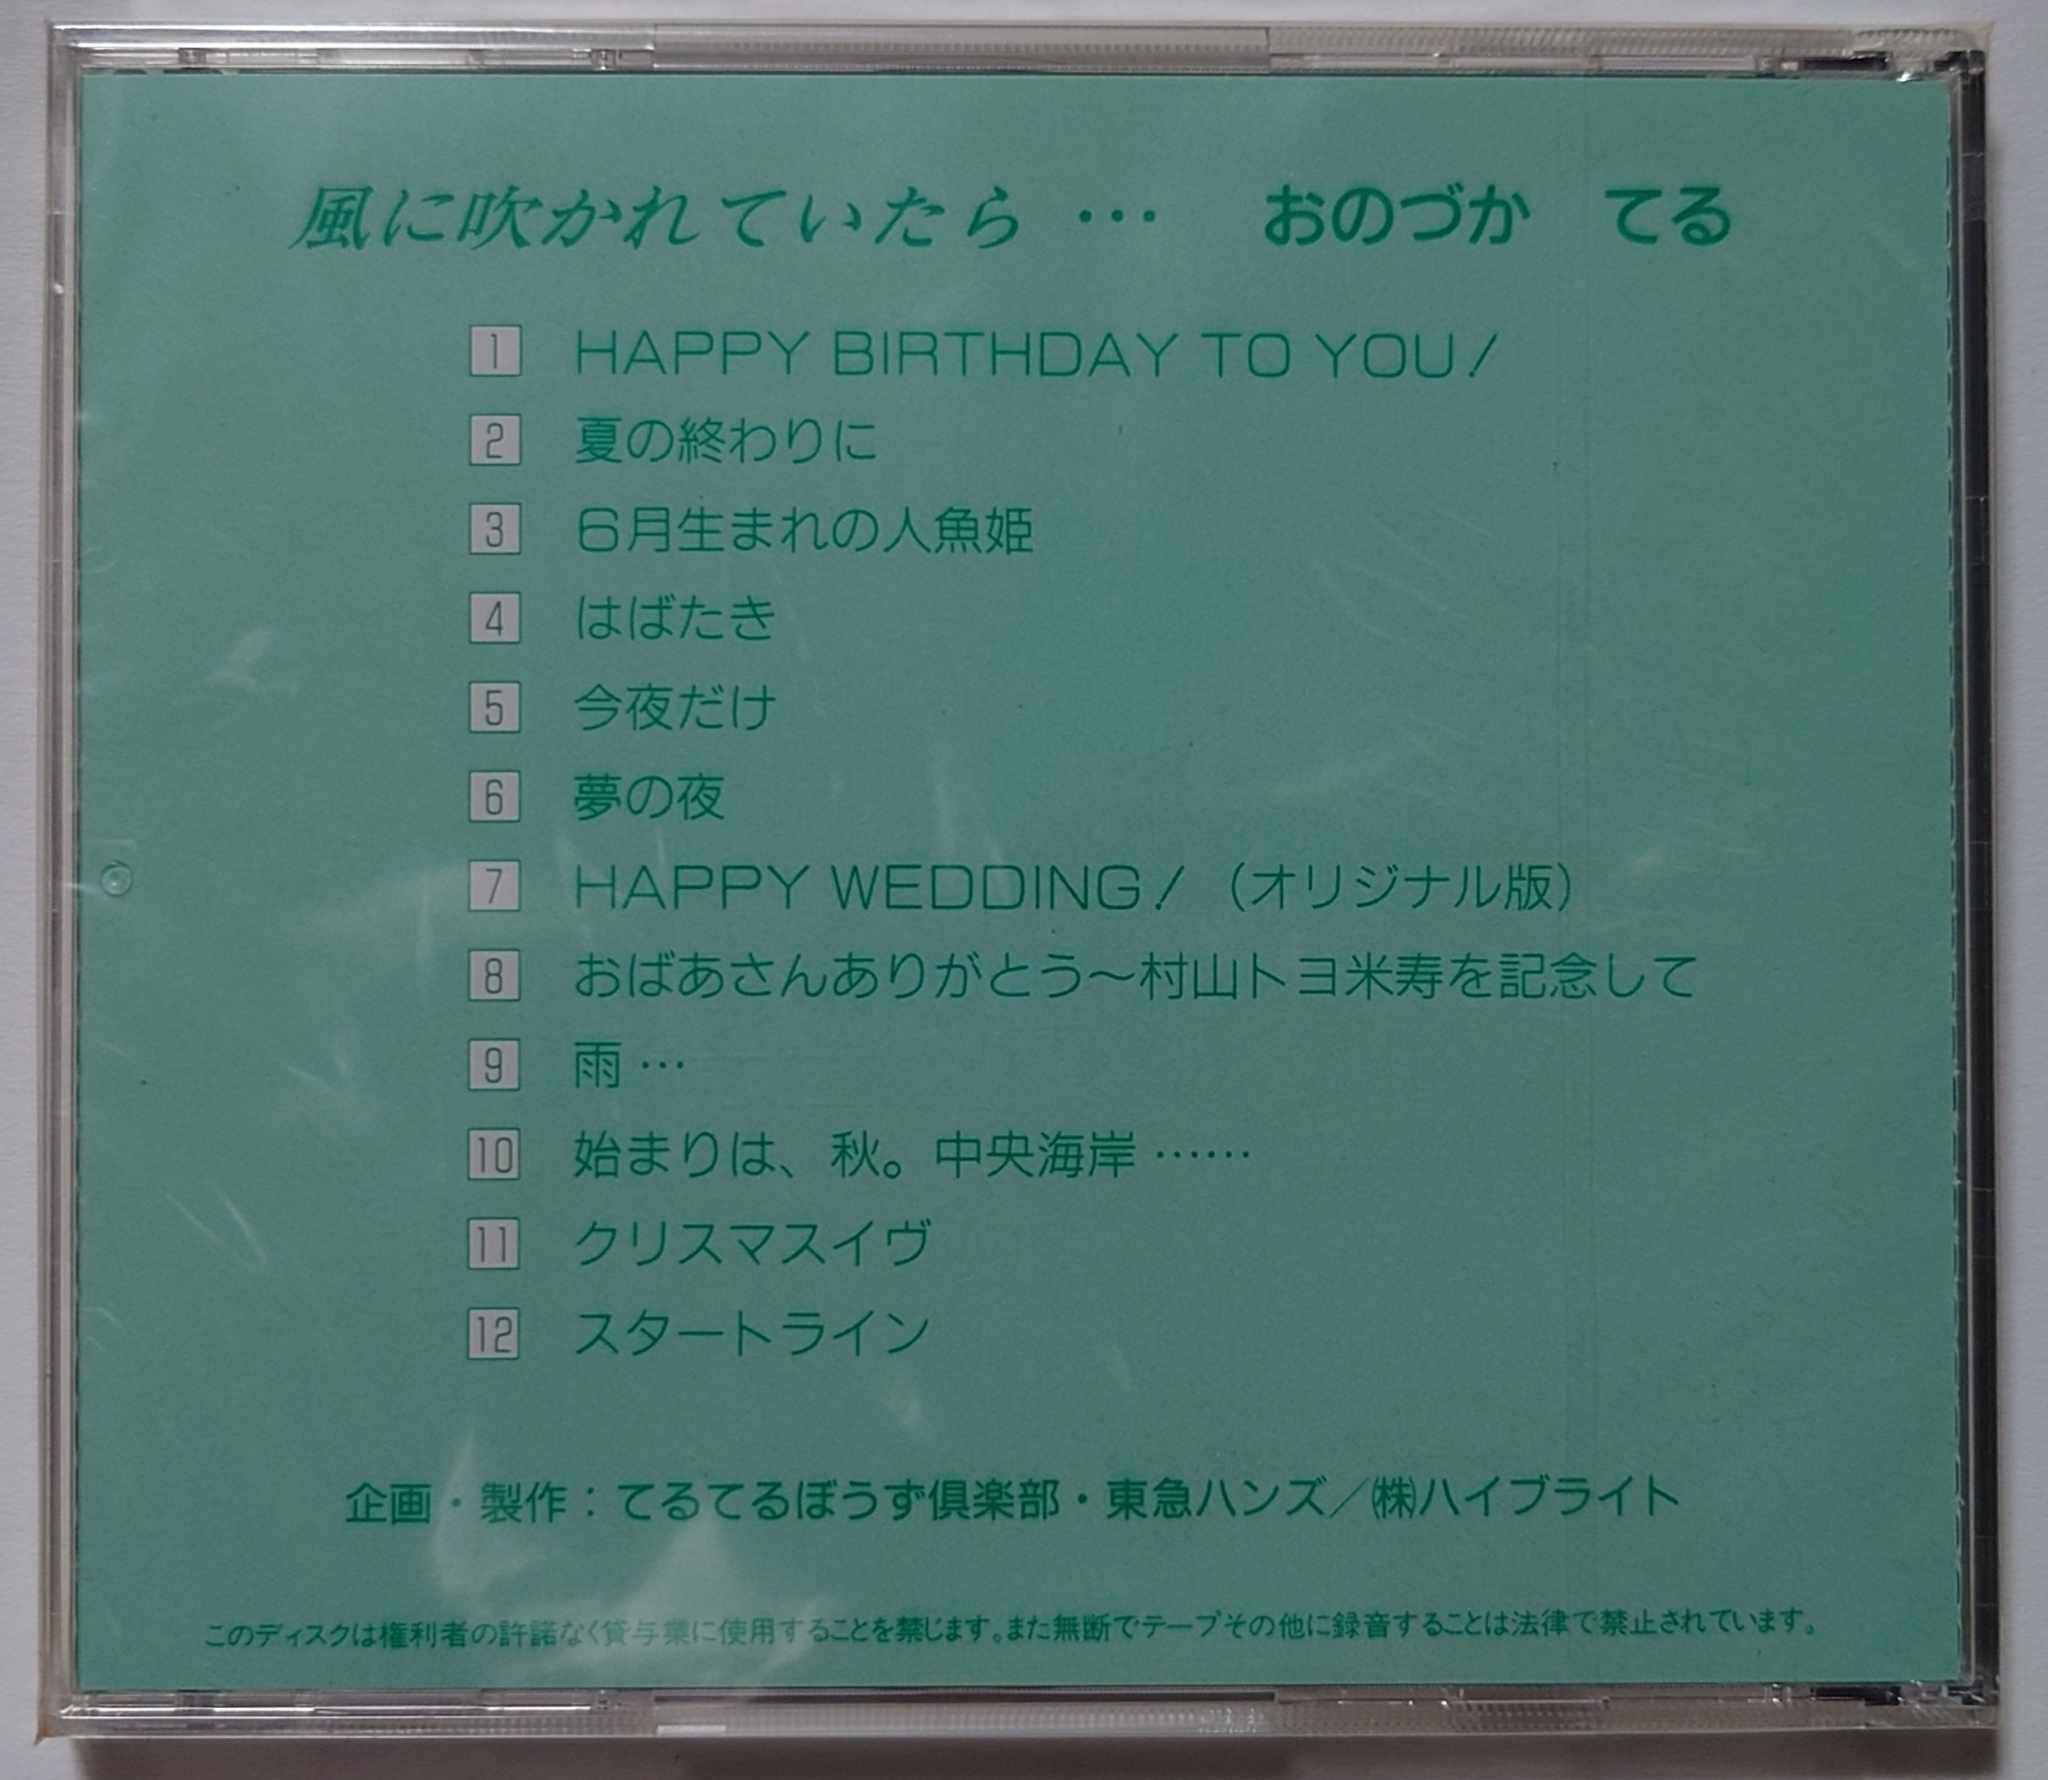 風に吹かれていたら… おのづか てる
1 HAPPY BIRTHDAY TO YOU!
2 夏の終わりに
3 6月生まれの人魚姫
4 はばたき
5 今夜だけ
6 夢の夜
7 HAPPY WEDDING!（オリジナル版）
8 おばあさんありがとう～村山トヨ米寿を記念して
9 雨…
10 始まりは、秋。中央海岸……
11 クリスマスイヴ
12 スタートライン
企画・製作：てるてるぼうず倶楽部・東急ハンズ／㈱ハイブライト
このディスクは権利者の許諾なく貸与業に使用することを禁じます。また無断でテープその他に録音することは法律で禁止されています。